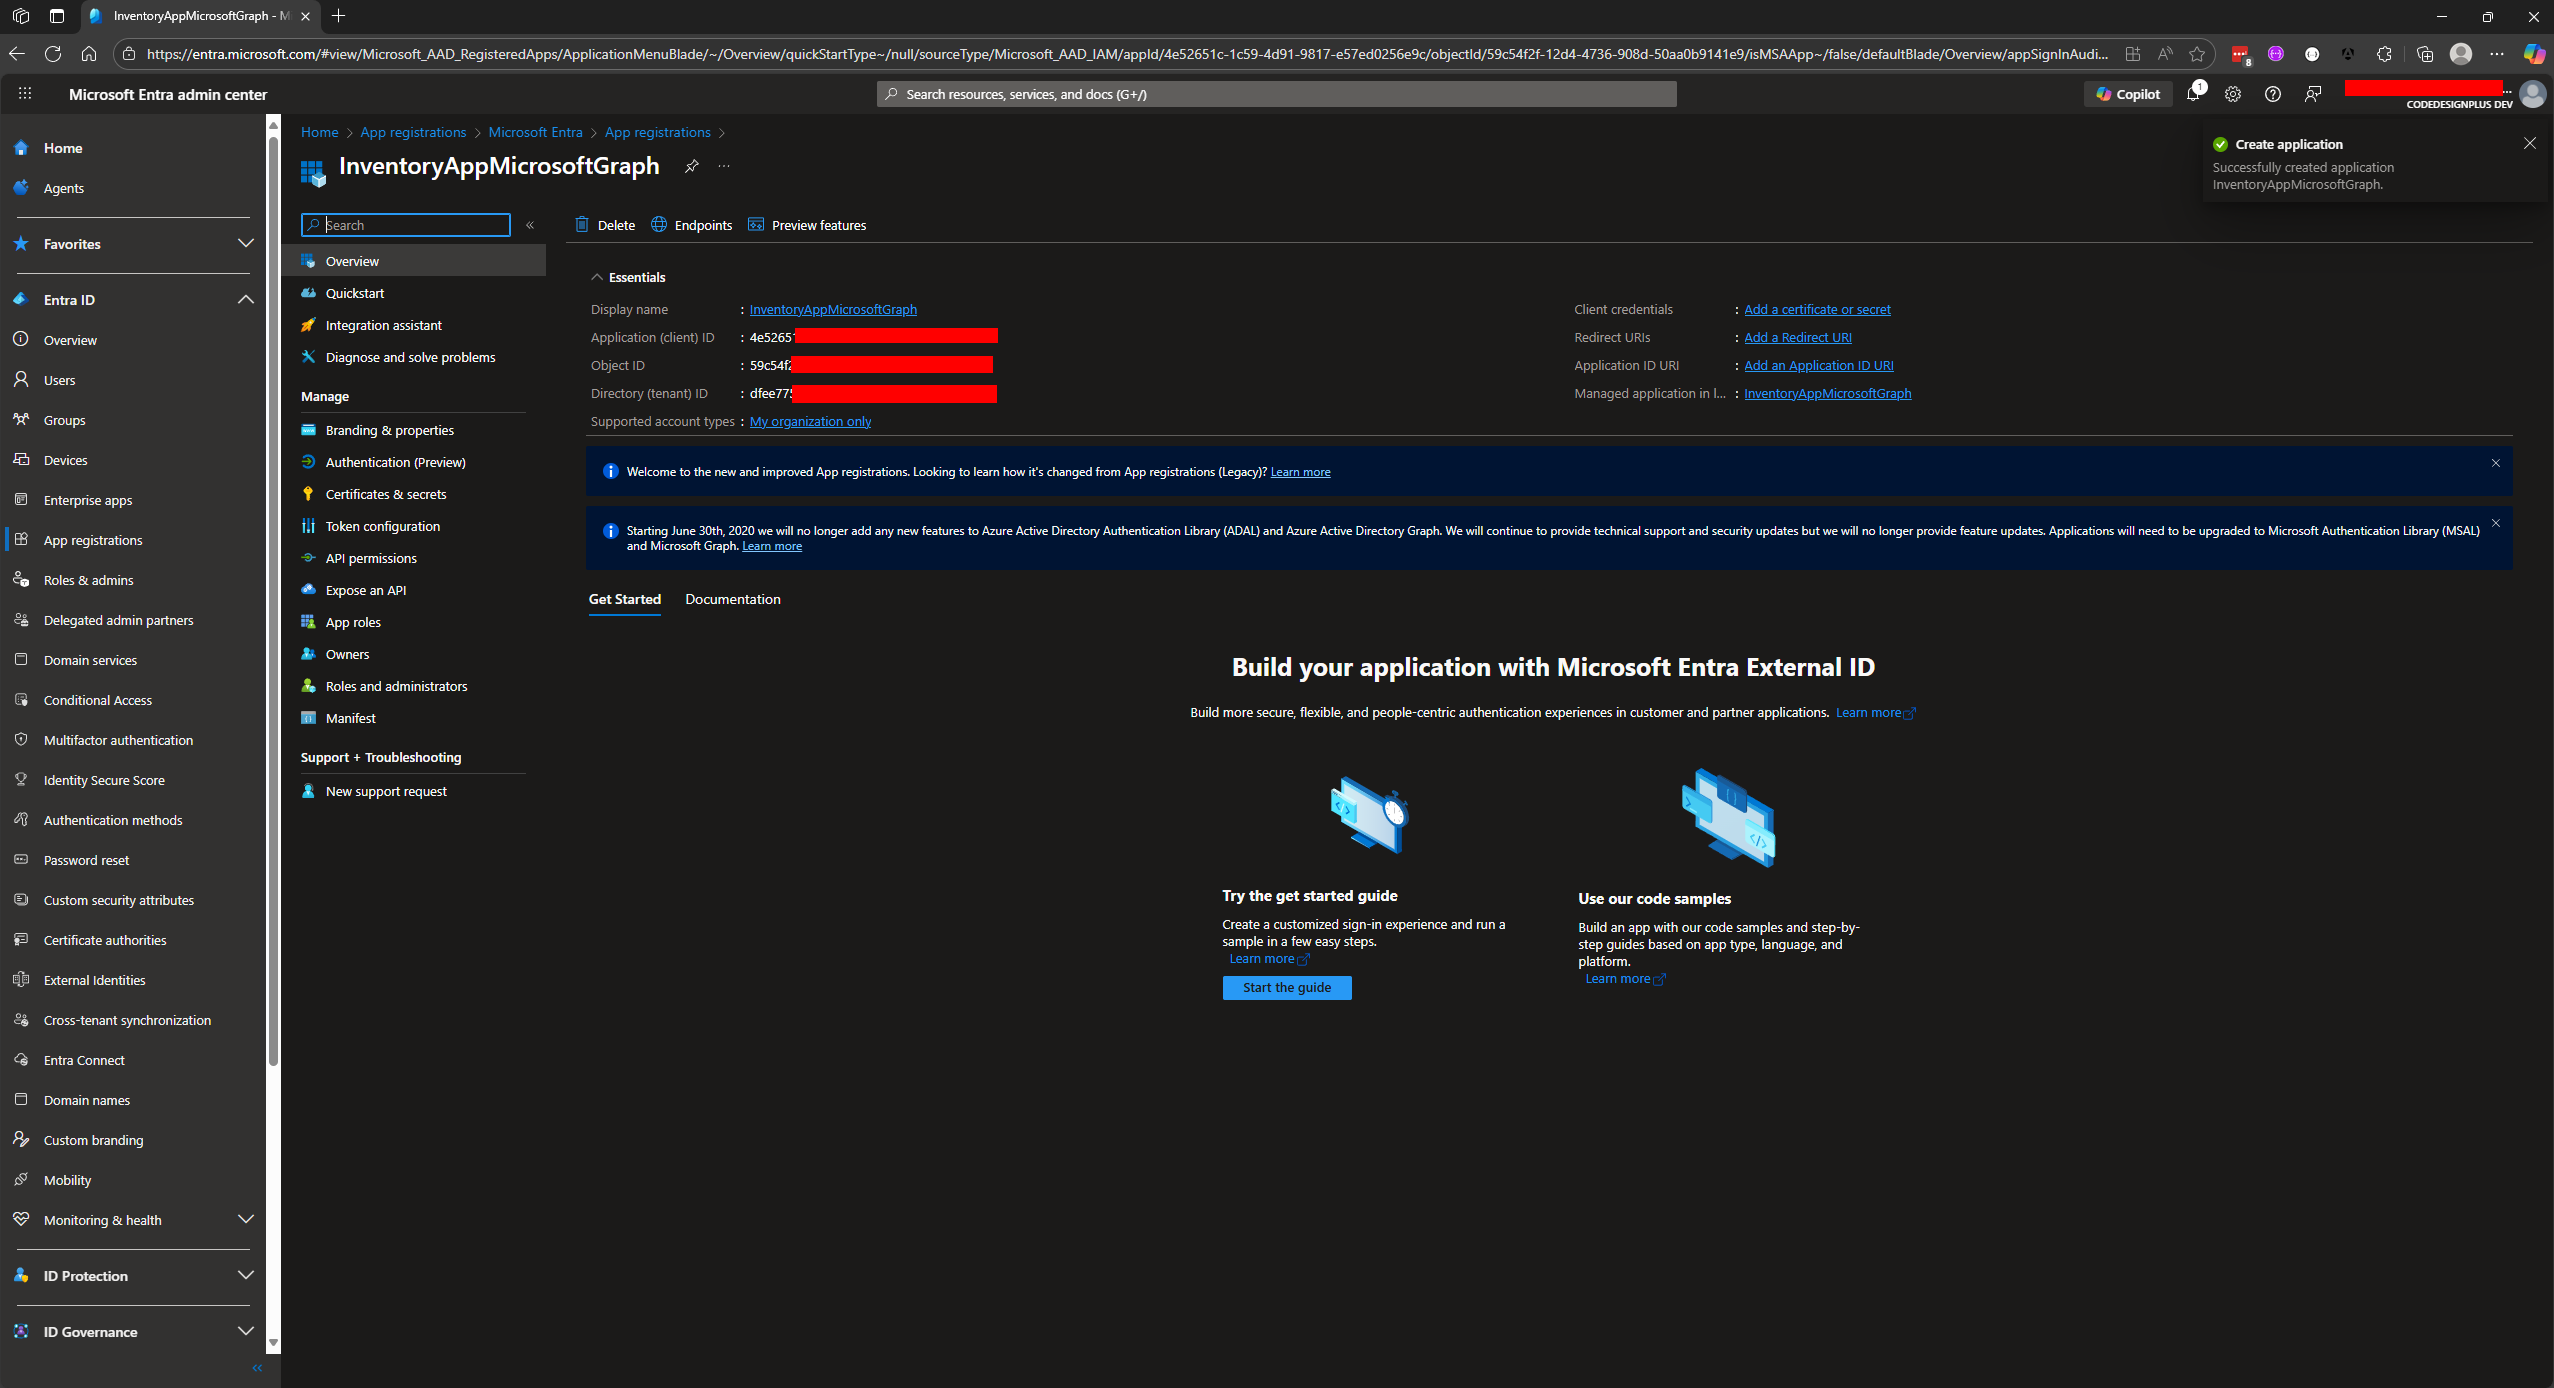 InventoryAppMicrosoftGraph - Mi
https://entra.microsoft.com/#view/Microsoft_AAD_RegisteredApps/ApplicationMenuBlade/~/Overview/quickStartType~/null/sourceType/Microsoft_AAD_IAM/appId/4e52651c-1c59-4d91-9817-e57ed0256e9c/objectId/59c54f2f-12d4-4736-908d-50aa0b9141e9/isMSAApp~/false/defaultBlade/Overview/appSignInAudi...
8
Microsoft Entra admin center
Search resources, services, and docs (G+/)
Copilot
1
...
CODEDESIGNPLUS DEV
Home
Agents
Favorites
Entra ID
Overview
Users
Groups
Devices
Enterprise apps
App registrations
Roles & admins
Delegated admin partners
Domain services
Conditional Access
Multifactor authentication
Identity Secure Score
Authentication methods
Password reset
Custom security attributes
Certificate authorities
External Identities
Cross-tenant synchronization
Entra Connect
Domain names
Custom branding
Mobility
Monitoring & health
ID Protection
ID Governance
Home > App registrations > Microsoft Entra > App registrations >
InventoryAppMicrosoftGraph
Create application
Successfully created application
InventoryAppMicrosoftGraph.
Search
Overview
Quickstart
Integration assistant
Diagnose and solve problems
Manage
Branding & properties
Authentication (Preview)
Certificates & secrets
Token configuration
API permissions
Expose an API
App roles
Owners
Roles and administrators
Manifest
Support + Troubleshooting
New support request
Delete
Endpoints
Preview features
Essentials
Display name : InventoryAppMicrosoftGraph
Application (client) ID : 4e5265
Object ID : 59c54f2
Directory (tenant) ID : dfee775
Supported account types : My organization only
Client credentials : Add a certificate or secret
Redirect URIs : Add a Redirect URI
Application ID URI : Add an Application ID URI
Managed application in l... : InventoryAppMicrosoftGraph
Welcome to the new and improved App registrations. Looking to learn how it's changed from App registrations (Legacy)? Learn more
Starting June 30th, 2020 we will no longer add any new features to Azure Active Directory Authentication Library (ADAL) and Azure Active Directory Graph. We will continue to provide technical support and security updates but we will no longer provide feature updates. Applications will need to be upgraded to Microsoft Authentication Library (MSAL)
and Microsoft Graph. Learn more
Get Started
Documentation
Build your application with Microsoft Entra External ID
Build more secure, flexible, and people-centric authentication experiences in customer and partner applications. Learn more
Try the get started guide
Create a customized sign-in experience and run a
sample in a few easy steps.
Learn more
Start the guide
Use our code samples
Build an app with our code samples and step-by-
step guides based on app type, language, and
platform.
Learn more